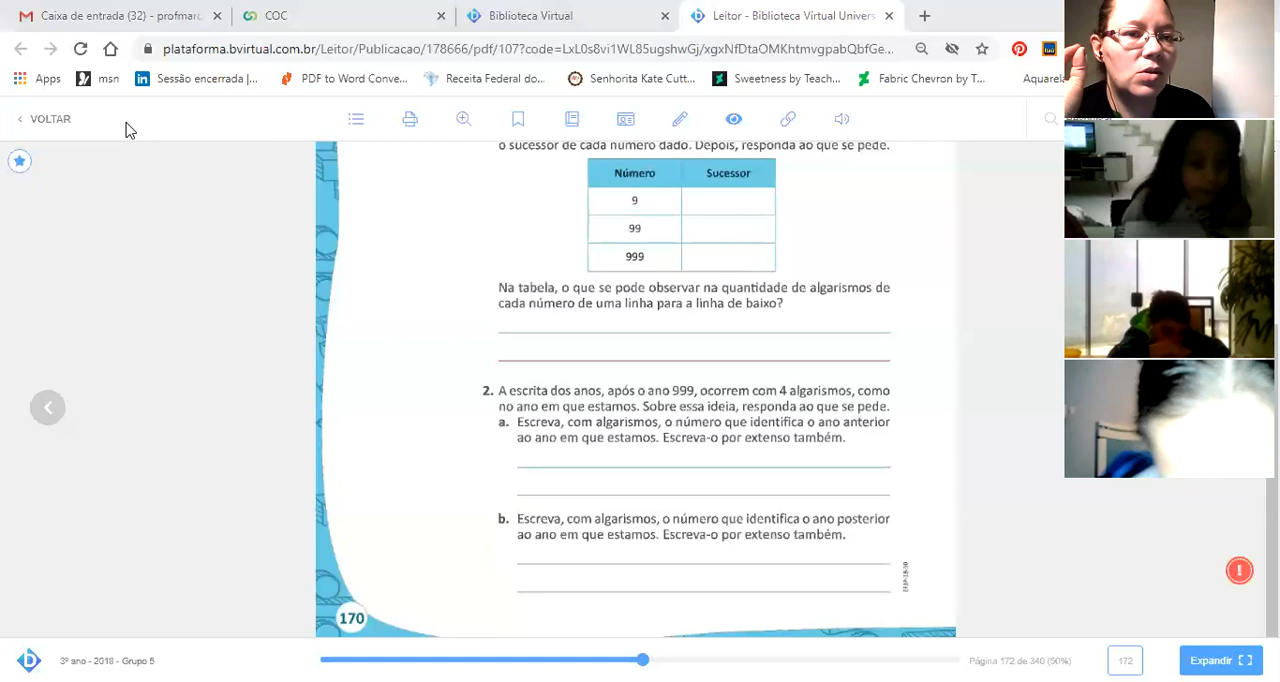 Caixa de entrada (32) - profmarc
COC
Biblioteca Virtual
Leitor - Biblioteca Virtual Univers
plataforma.bvirtual.com.br/Leitor/Publicacao/
Apps
msn
Sessão encerrada |...
PDF to Word Conve...
Receita Federal do...
Senhorita Kate Cutt...
Sweetness by Teach...
Fabric Chevron by T...
Aquarela
VOLTAR
o sucessor de cada número dado. Depois, responda ao que se pede.
Número Sucessor
9
99
999
Na tabela, o que se pode observar na quantidade de algarismos de
cada número de uma linha para a linha de baixo?
2. A escrita dos anos, após o ano 999, ocorrem com 4 algarismos, como
no ano em que estamos. Sobre essa ideia, responda ao que se pede.
a. Escreva, com algarismos, o número que identifica o ano anterior
ao ano em que estamos. Escreva-o por extenso também.
b. Escreva, com algarismos, o número que identifica o ano posterior
ao ano em que estamos. Escreva-o por extenso também.
170
3º ano - 2018 - Grupo 5
Página 172 de 340 (50%)
172
Expandir